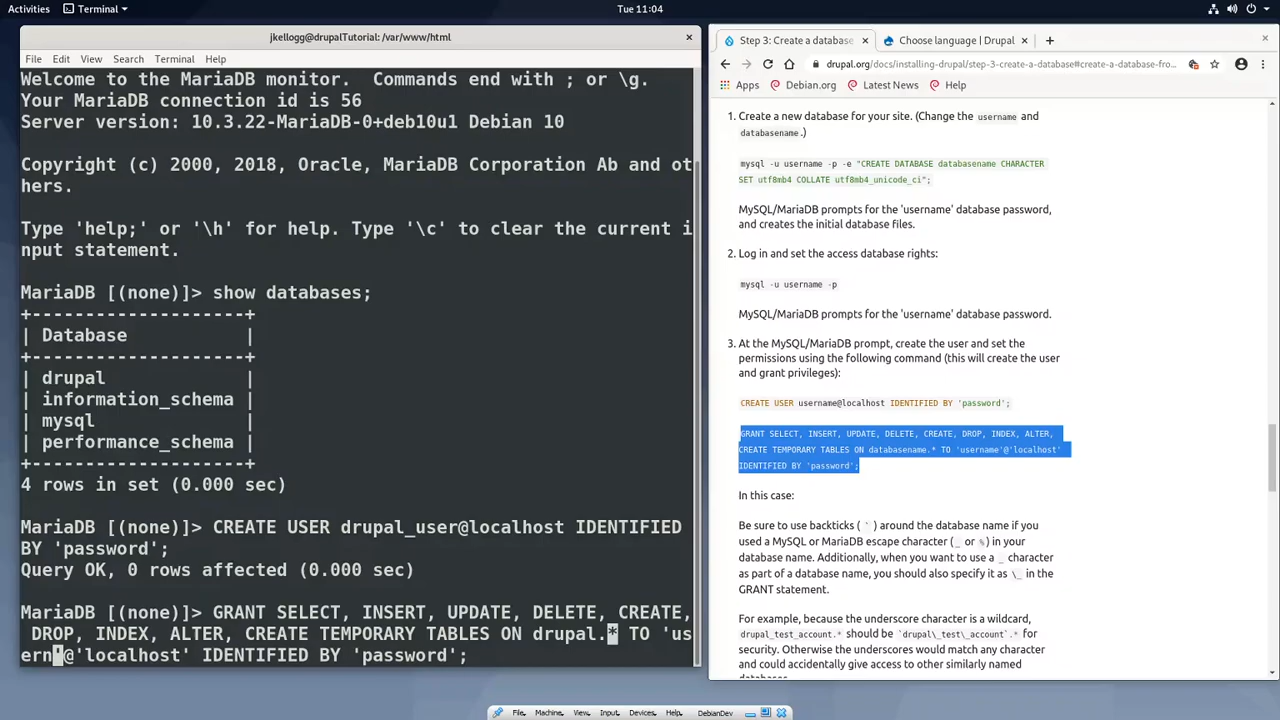 Activities
Terminal
Tue 11:04
jkellogg@drupalTutorial: /var/www/html
File Edit View Search Terminal Help
Welcome to the MariaDB monitor.  Commands end with ; or \g.
Your MariaDB connection id is 56
Server version: 10.3.22-MariaDB-0+deb10u1 Debian 10
Copyright (c) 2000, 2018, Oracle, MariaDB Corporation Ab and ot
hers.
Type 'help;' or '\h' for help. Type '\c' to clear the current i
nput statement.
MariaDB [(none)]> show databases;
+--------------------+
| Database           |
+--------------------+
| drupal             |
| information_schema |
| mysql              |
| performance_schema |
+--------------------+
4 rows in set (0.000 sec)
MariaDB [(none)]> CREATE USER drupal_user@localhost IDENTIFIED
BY 'password';
Query OK, 0 rows affected (0.000 sec)
MariaDB [(none)]> GRANT SELECT, INSERT, UPDATE, DELETE, CREATE,
DROP, INDEX, ALTER, CREATE TEMPORARY TABLES ON drupal.* TO 'us
ern'@'localhost' IDENTIFIED BY 'password';
Step 3: Create a database
Choose language | Drupal
drupal.org/docs/installing-drupal/step-3-create-a-database#create-a-database-fro...
Apps
Debian.org
Latest News
Help
1. Create a new database for your site. (Change the username and
databasename.)
mysql -u username -p -e "CREATE DATABASE databasename CHARACTER
SET utf8mb4 COLLATE utf8mb4_unicode_ci";
MySQL/MariaDB prompts for the 'username' database password,
and creates the initial database files.
2. Log in and set the access database rights:
mysql -u username -p
MySQL/MariaDB prompts for the 'username' database password.
3. At the MySQL/MariaDB prompt, create the user and set the
permissions using the following command (this will create the user
and grant privileges):
CREATE USER username@localhost IDENTIFIED BY 'password';
GRANT SELECT, INSERT, UPDATE, DELETE, CREATE, DROP, INDEX, ALTER,
CREATE TEMPORARY TABLES ON databasename.* TO 'username'@'localhost'
IDENTIFIED BY 'password';
In this case:
Be sure to use backticks ( ` ) around the database name if you
used a MySQL or MariaDB escape character ( _ or % ) in your
database name. Additionally, when you want to use a _ character
as part of a database name, you should also specify it as \_ in the
GRANT statement.
For example, because the underscore character is a wildcard,
drupal_test_account.* should be `drupal\_test\_account`.* for
security. Otherwise the underscores would match any character
and could accidentally give access to other similarly named
databases.
File Machine View Input Devices Help DebianDev